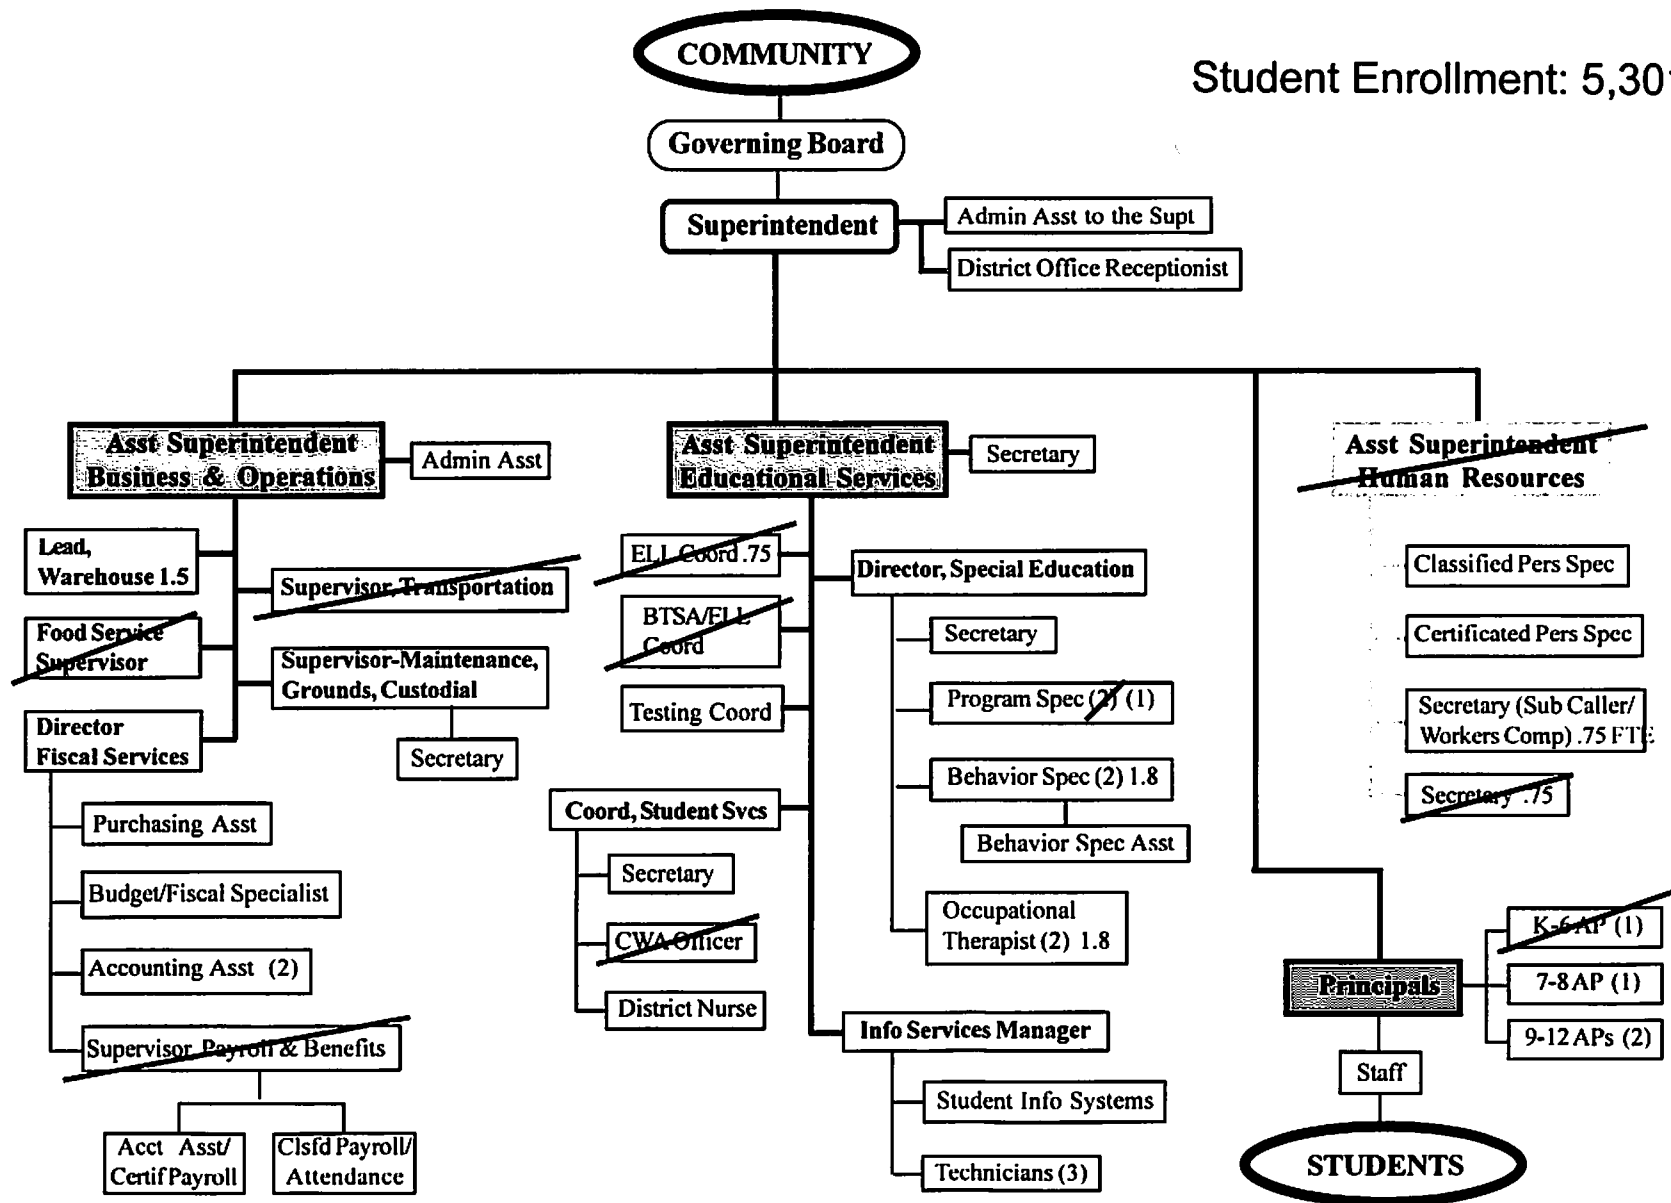 COMMUNITY
Student Enrollment: 5,30
Governing Board
Superintendent
Admin Asst to the Supt
District Office Receptionist
Asst Superintendent
Business & Operations
Admin Asst
Asst Superintendent
Educational Services
Secretary
Asst Superintendent
Human Resources
Lead,
Warehouse 1.5
Supervisor, Transportation
Food Service
Supervisor
Supervisor-Maintenance,
Grounds, Custodial
Secretary
Director
Fiscal Services
Purchasing Asst
Budget/Fiscal Specialist
Accounting Asst (2)
Supervisor, Payroll & Benefits
Acct Asst/
Certif Payroll
Clsfd Payroll/
Attendance
ELL Coord .75
BTSA/ELL
Coord
Testing Coord
Coord, Student Svcs
Secretary
CWA Officer
District Nurse
Director, Special Education
Secretary
Program Spec (2) (1)
Behavior Spec (2) 1.8
Behavior Spec Asst
Occupational
Therapist (2) 1.8
Info Services Manager
Student Info Systems
Technicians (3)
Classified Pers Spec
Certificated Pers Spec
Secretary (Sub Caller/
Workers Comp) .75 FTE
Secretary .75
Principals
K-6 AP (1)
7-8 AP (1)
9-12 APs (2)
Staff
STUDENTS